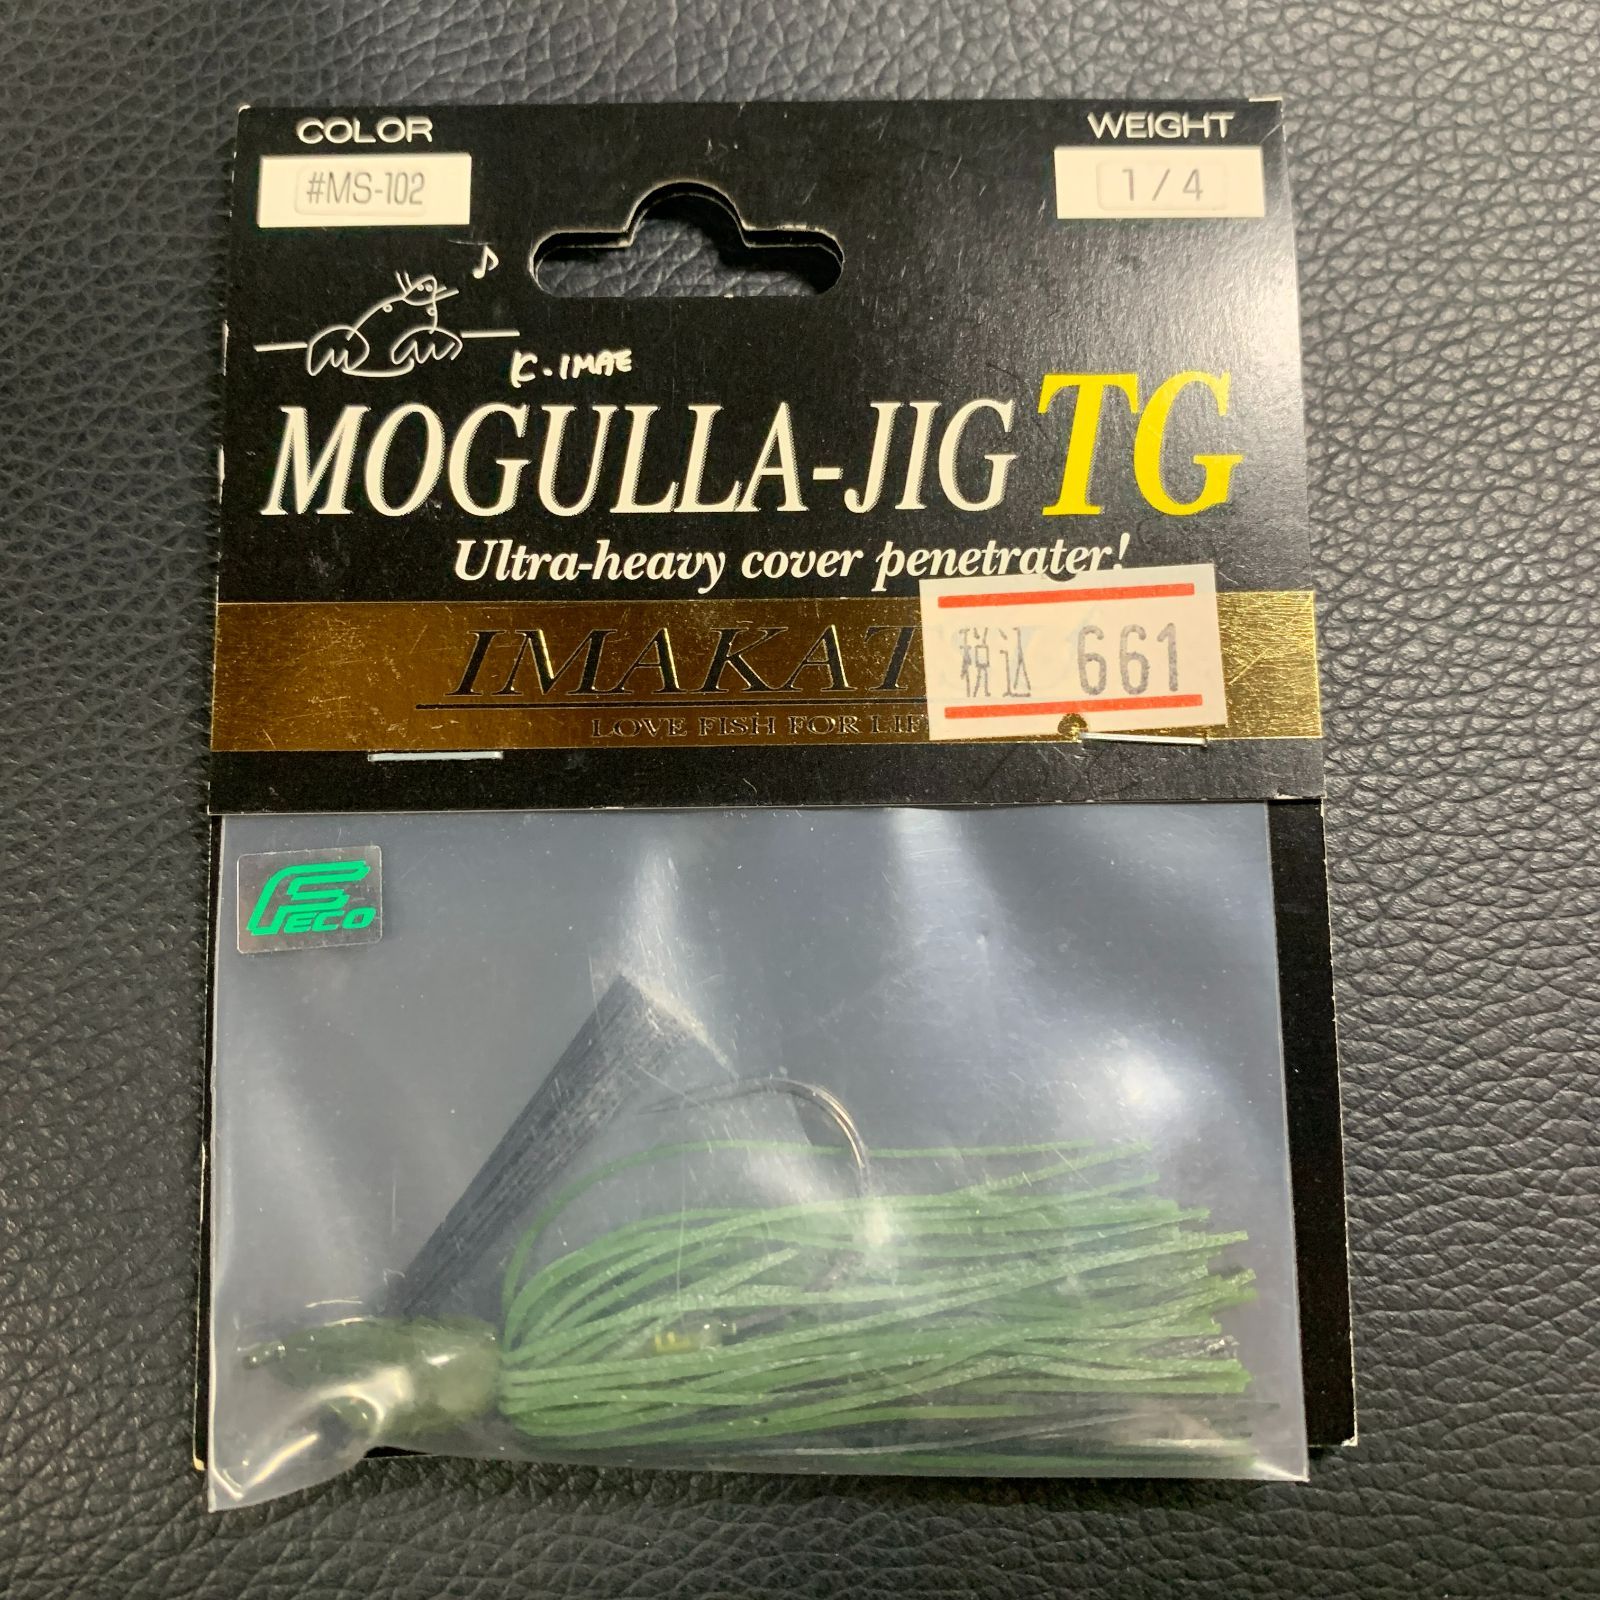 COLOR
WEIGHT
#MS-102
1/4
K.IMAE
MOGULLA-JIG TG
Ultra-heavy cover penetrater!
IMAKAT
税込 661
LOVE FISH FOR LIF
FS
ECO